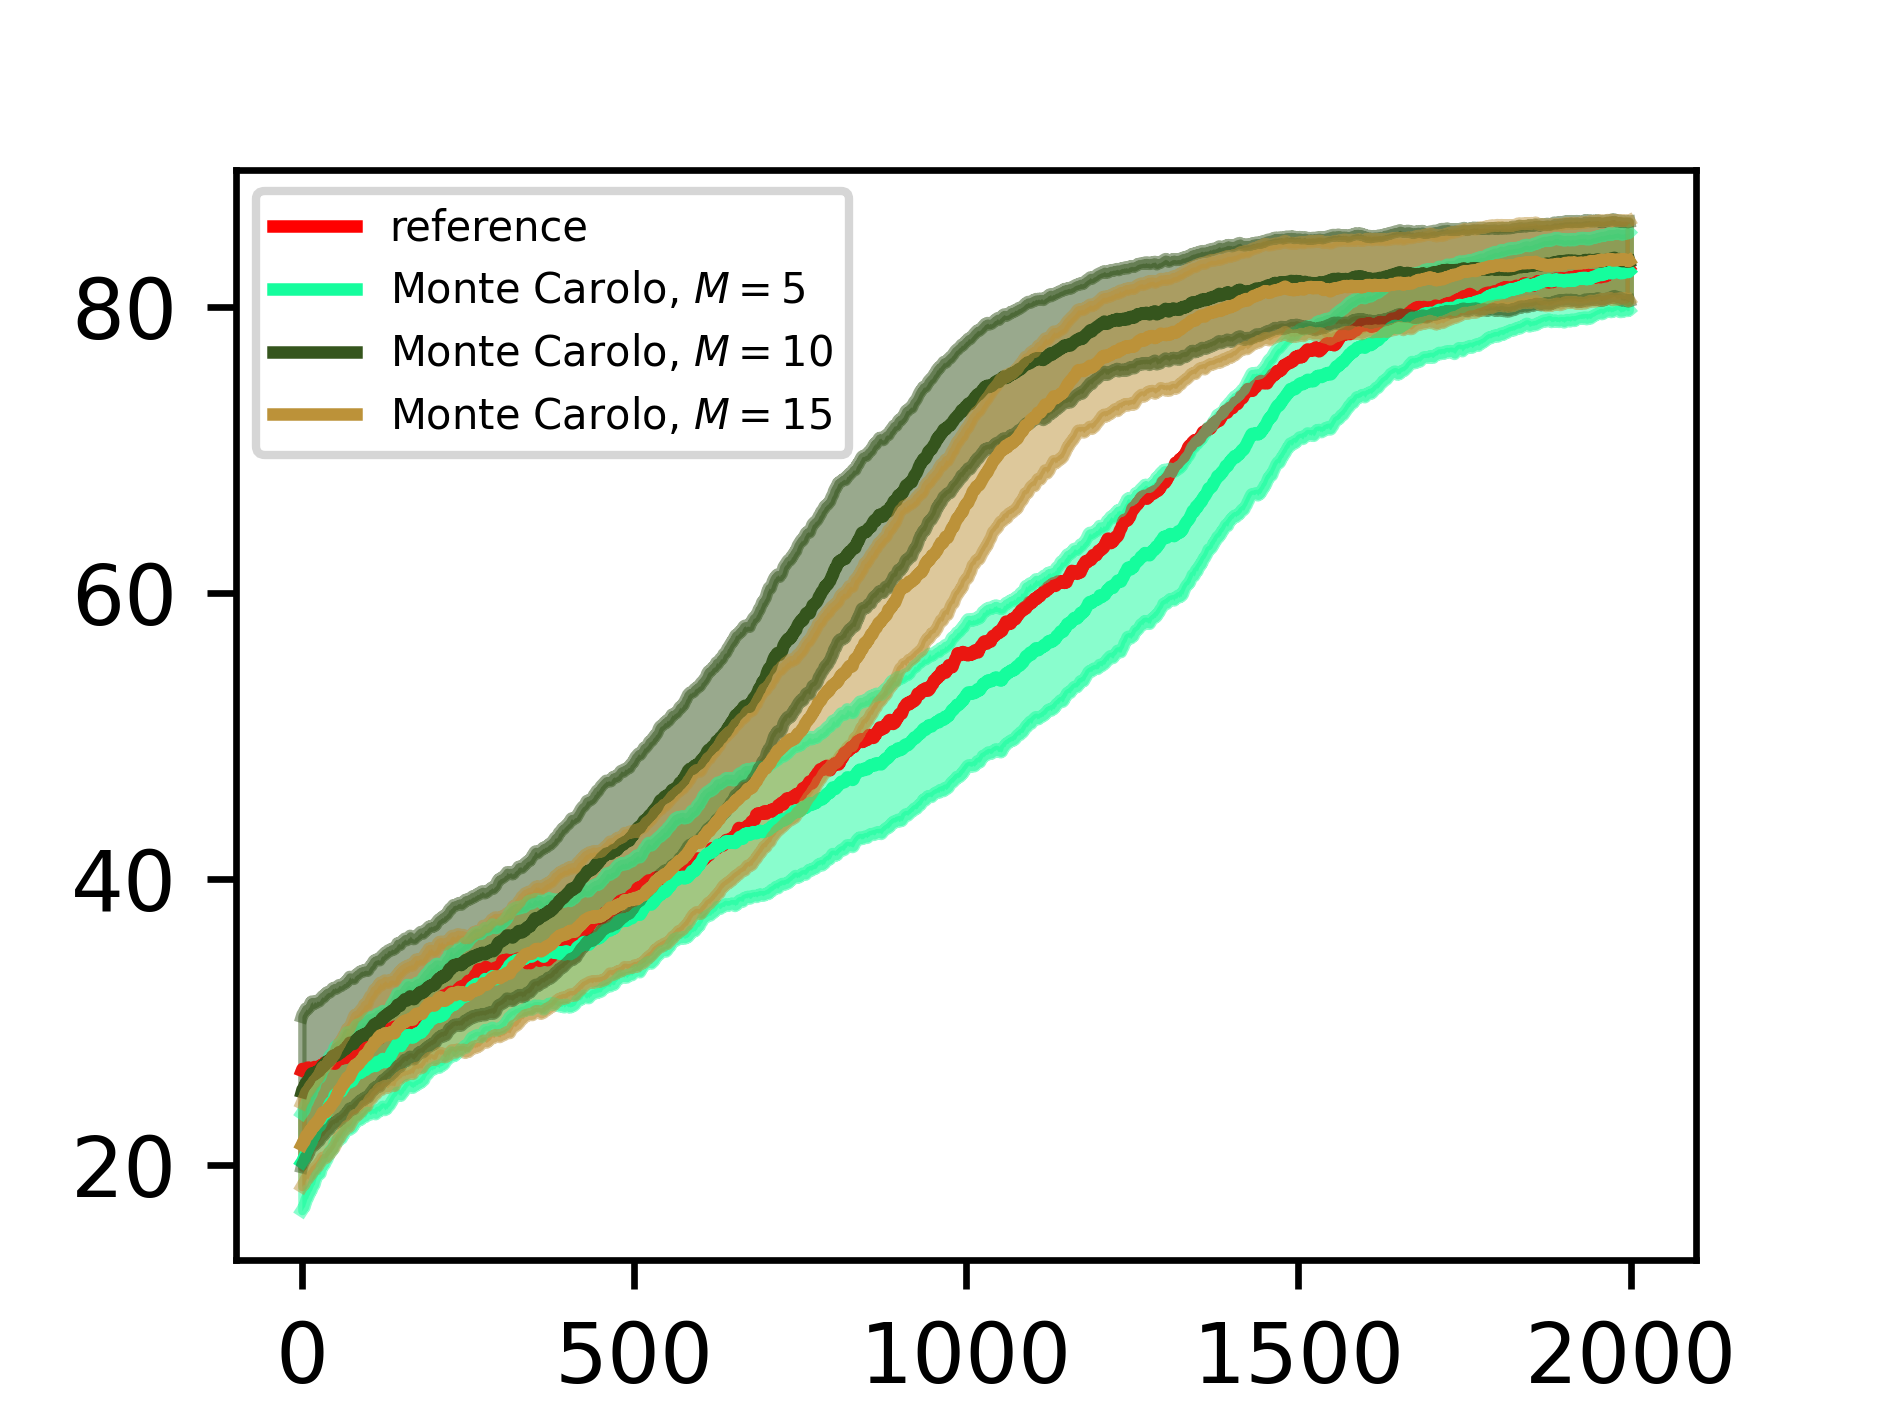 reference
Monte Carolo, M = 5
Monte Carolo, M = 10
Monte Carolo, M = 15
80
60
40
20
0 500 1000 1500 2000